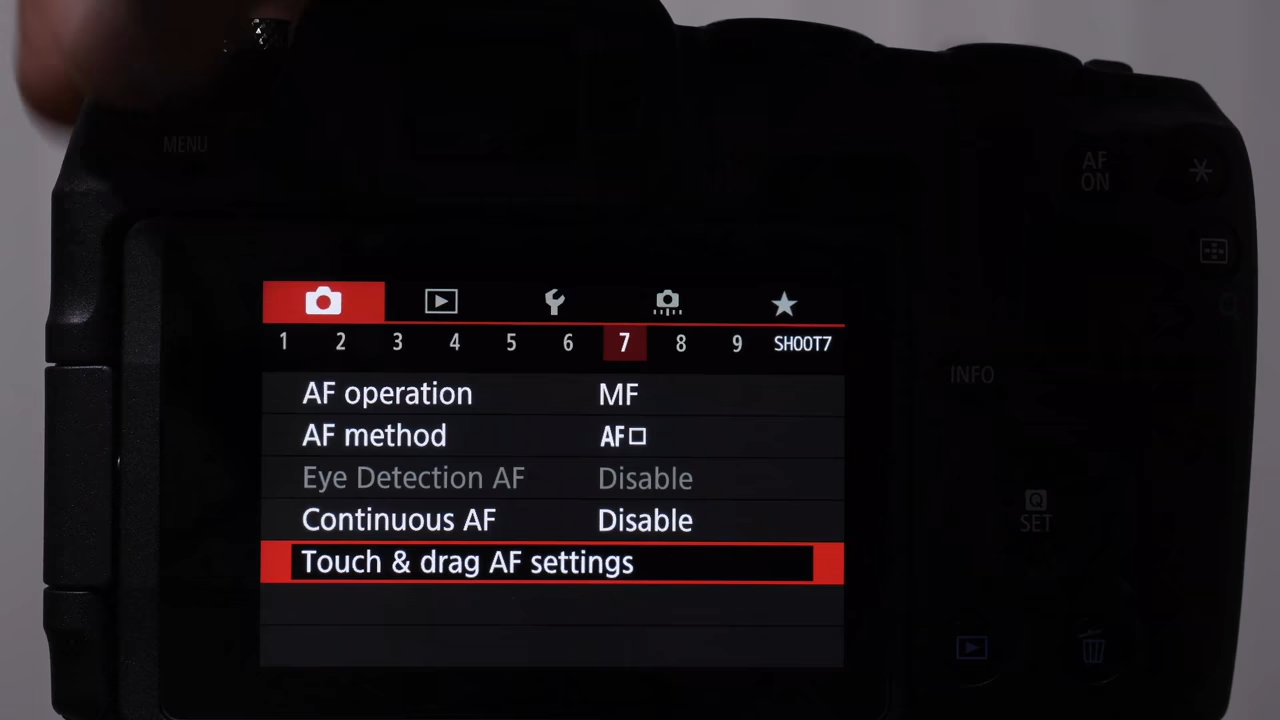 MENU
AF
ON
1 2 3 4 5 6 7 8 9 SHOOT7
INFO
AF operation MF
AF method AF
Eye Detection AF Disable
Continuous AF Disable
Q
SET
Touch & drag AF settings